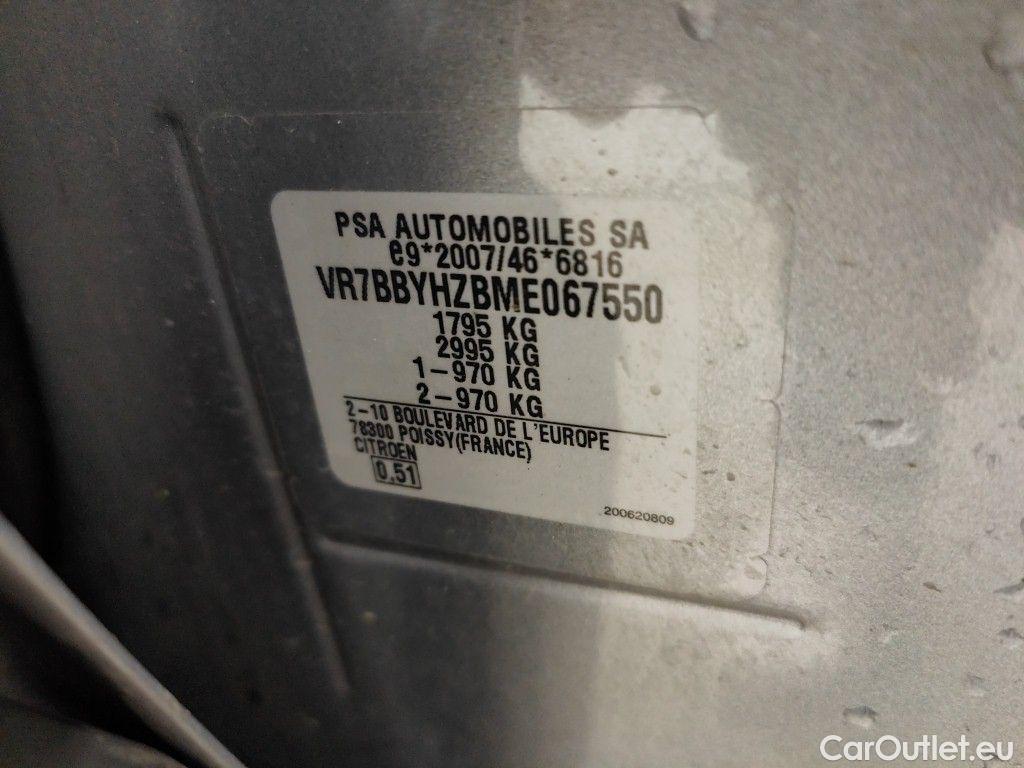 PSA AUTOMOBILES SA
e9*2007/46*6816
VR7BBYHZBME067550
1795 KG
2995 KG
1-970 KG
2-970 KG
2-10 BOULEVARD DE L'EUROPE
78300 POISSY(FRANCE)
CITROEN
0.51
200620809
CarOutlet.eu